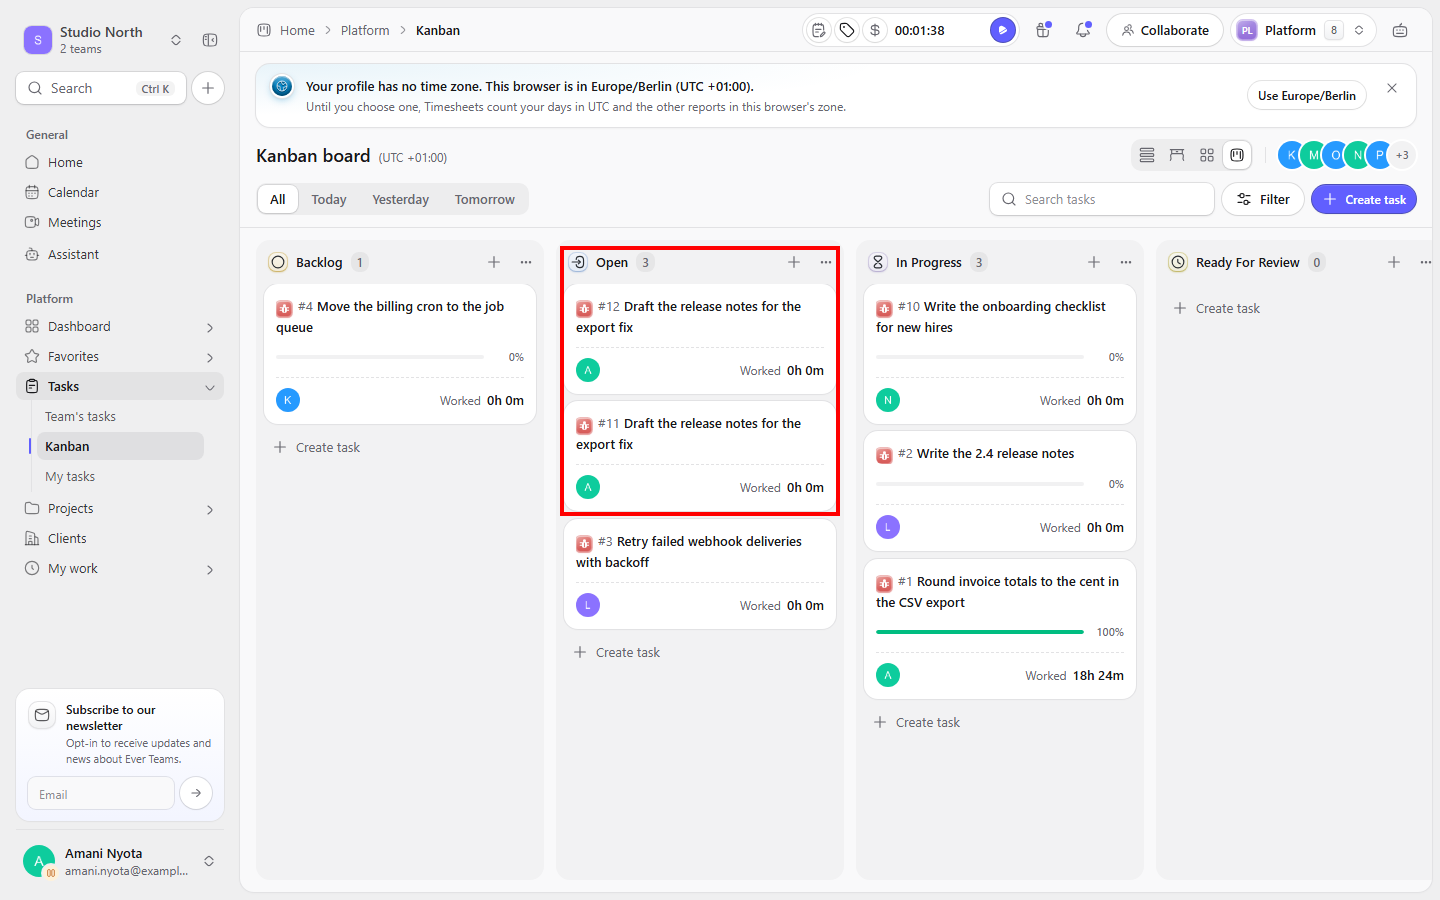 S
Studio North
2 teams
Search
Ctrl K
General
Home
Calendar
Meetings
Assistant
Platform
Dashboard
Favorites
Tasks
Team's tasks
Kanban
My tasks
Projects
Clients
My work
Subscribe to our
newsletter
Opt-in to receive updates and
news about Ever Teams.
Email
A
Amani Nyota
amani.nyota@exampl...
Home
Platform
Kanban
00:01:38
Collaborate
PL
Platform
8
Your profile has no time zone. This browser is in Europe/Berlin (UTC +01:00).
Until you choose one, Timesheets count your days in UTC and the other reports in this browser's zone.
Use Europe/Berlin
Kanban board
(UTC +01:00)
K
M
O
N
P
+3
All
Today
Yesterday
Tomorrow
Search tasks
Filter
Create task
Backlog
1
#4 Move the billing cron to the job
queue
0%
K
Worked 0h 0m
Create task
Open
3
#12 Draft the release notes for the
export fix
A
Worked 0h 0m
#11 Draft the release notes for the
export fix
A
Worked 0h 0m
#3 Retry failed webhook deliveries
with backoff
L
Worked 0h 0m
Create task
In Progress
3
#10 Write the onboarding checklist
for new hires
0%
N
Worked 0h 0m
#2 Write the 2.4 release notes
0%
L
Worked 0h 0m
#1 Round invoice totals to the cent in
the CSV export
100%
A
Worked 18h 24m
Create task
Ready For Review
0
Create task